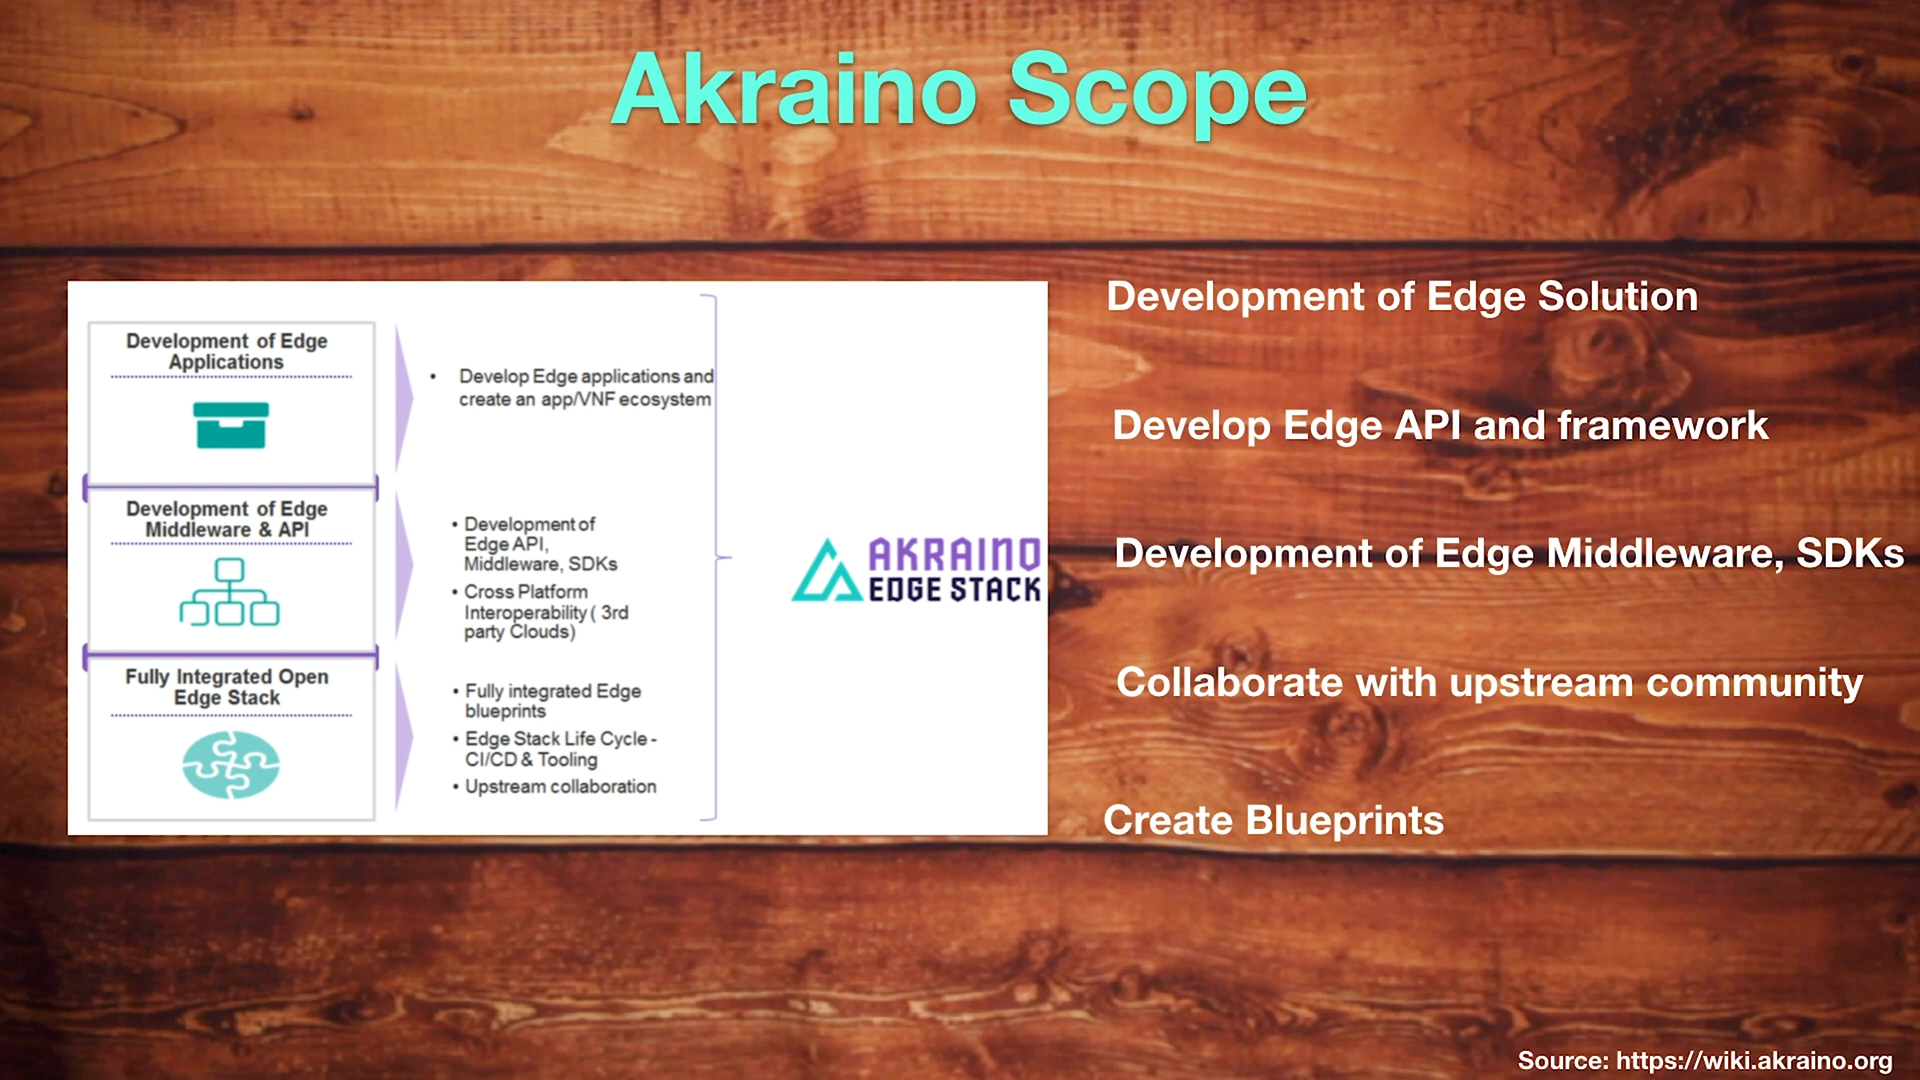 Akraino Scope
Development of Edge
Applications
• Develop Edge applications and
create an app/VNF ecosystem
Development of Edge
Middleware & API
• Development of
Edge API,
Middleware, SDKs
• Cross Platform
Interoperability ( 3rd
party Clouds)
Fully Integrated Open
Edge Stack
• Fully integrated Edge
blueprints
• Edge Stack Life Cycle -
CI/CD & Tooling
• Upstream collaboration
AKRAINO
EDGE STACK
Development of Edge Solution
Develop Edge API and framework
Development of Edge Middleware, SDKs
Collaborate with upstream community
Create Blueprints
Source: https://wiki.akraino.org